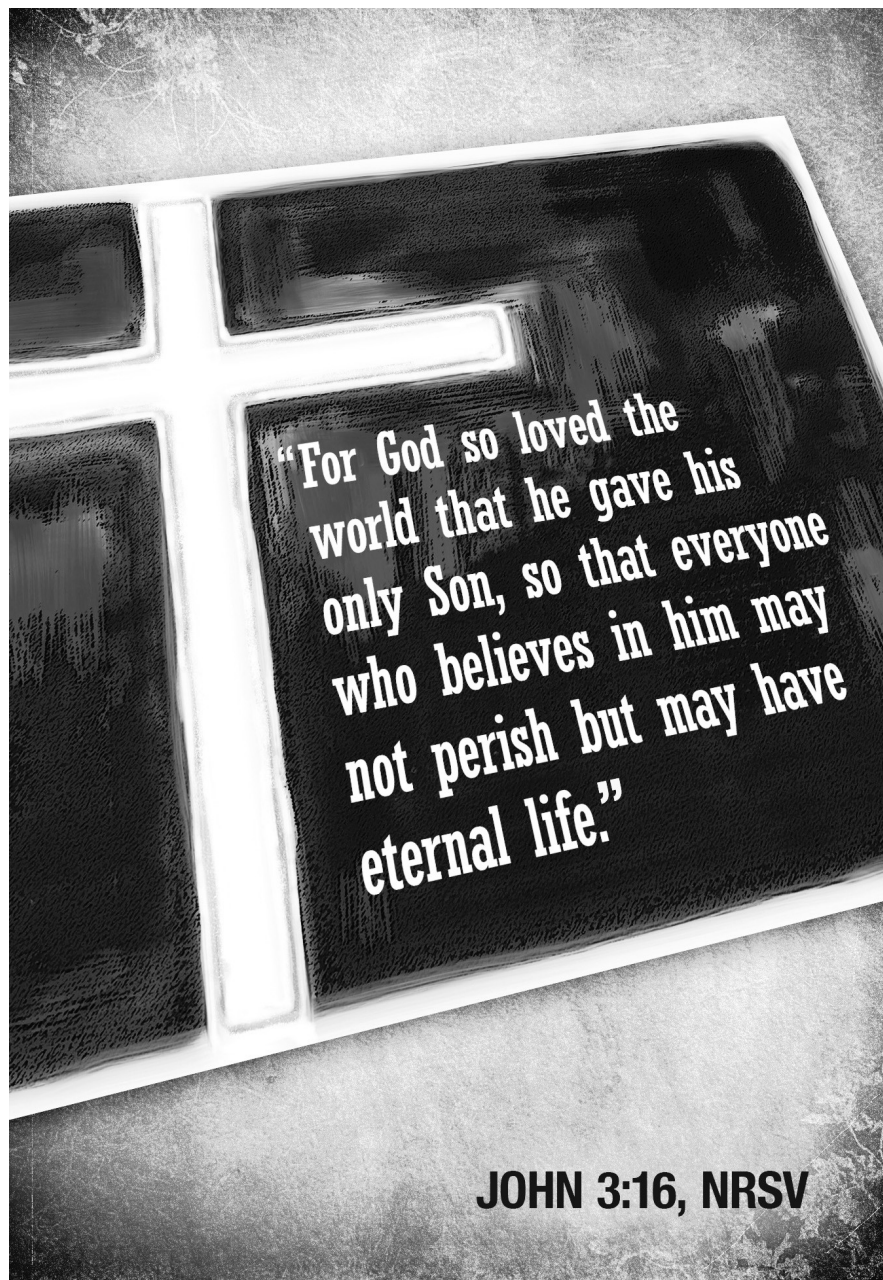 “For God so loved the
world that he gave his
only Son, so that everyone
who believes in him may
not perish but may have
eternal life.”
JOHN 3:16, NRSV